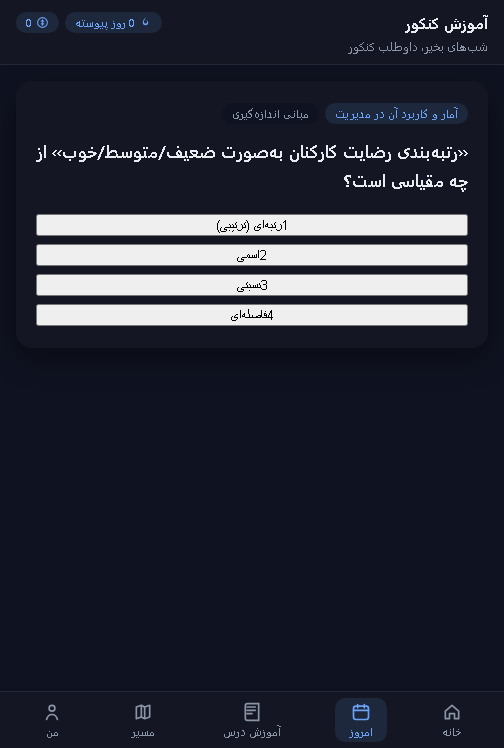 آموزش کنکور
شب‌های بخیر، داوطلب کنکور
0 روز پیوسته
0
آمار و کاربرد آن در مدیریت
مبانی اندازه‌گیری
«رتبه‌بندی رضایت کارکنان به‌صورت ضعیف/متوسط/خوب» از
چه مقیاسی است؟
1رتبه‌ای (ترتیبی)
2اسمی
3نسبتی
4فاصله‌ای
خانه
امروز
آموزش درس
مسیر
من